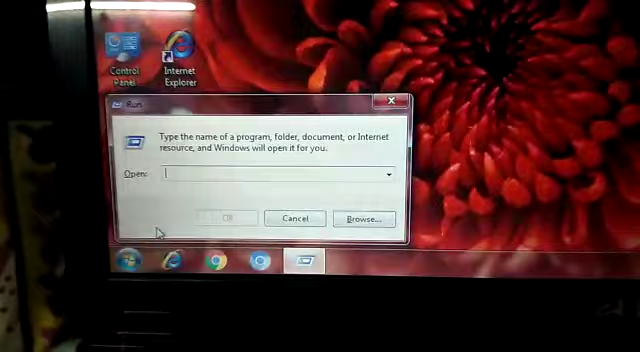 Control
Panel
Internet
Explorer
Run
Type the name of a program, folder, document, or Internet
resource, and Windows will open it for you.
Open:
OK
Cancel
Browse...